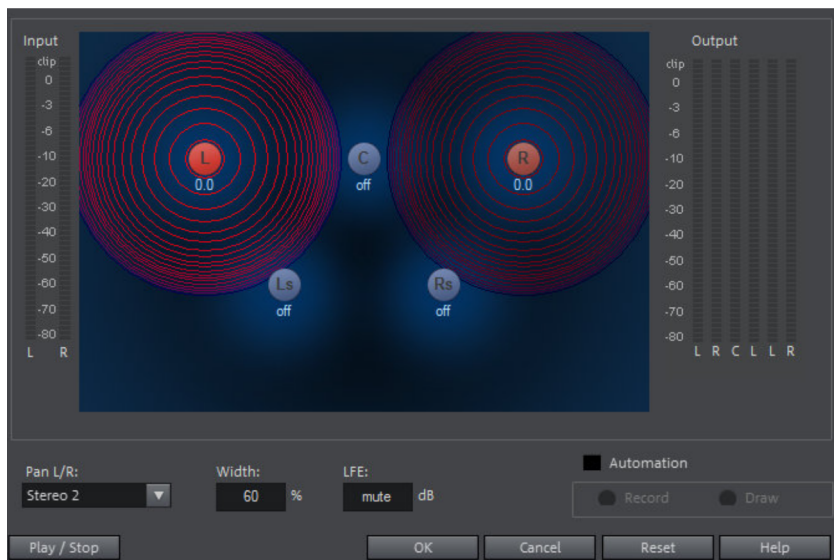 Input
Output
clip
0
-3
-6
-10
-20
-30
-40
-50
-60
-70
-80
L R
L
0.0
C
off
R
0.0
Ls
off
Rs
off
clip
0
-3
-6
-10
-20
-30
-40
-50
-60
-70
-80
L R C L L R
Pan L/R:
Stereo 2
Width:
60 %
LFE:
mute dB
Automation
Record Draw
Play / Stop
OK
Cancel
Reset
Help